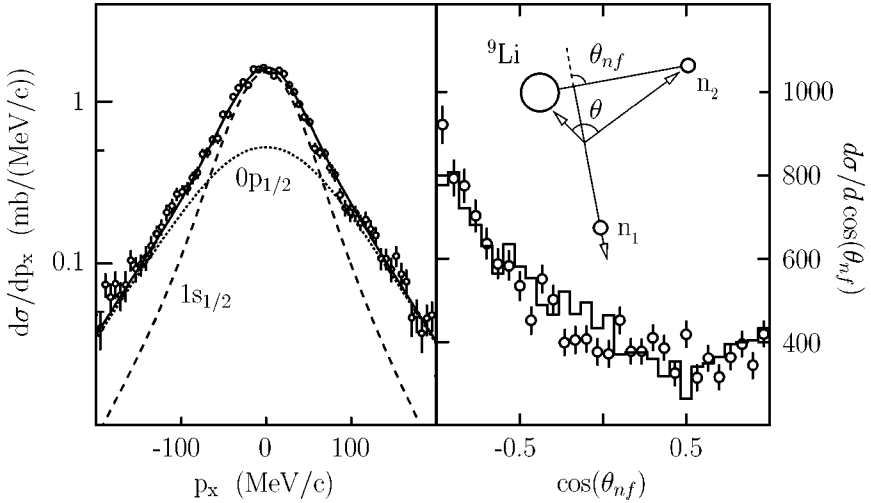 dσ/dpₓ (mb/(MeV/c))
1
0.1
0p₁/₂
1s₁/₂
-100
0
100
pₓ (MeV/c)
⁹Li
θₙf
n₂
θ
n₁
1000
800
600
400
dσ/d cos(θₙf)
-0.5
0
0.5
cos(θₙf)